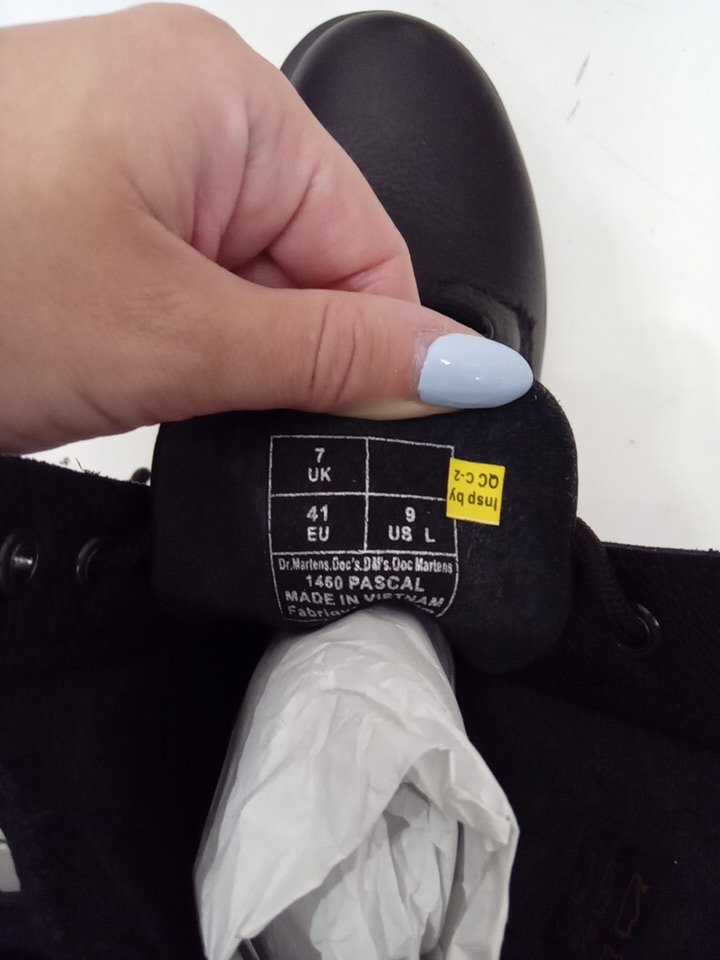 7
UK
41
EU
9
US L
Dr.Martens.Doc's.DM's.Doc Martens
1460 PASCAL
MADE IN VIETNAM
Insp by
QC C-2